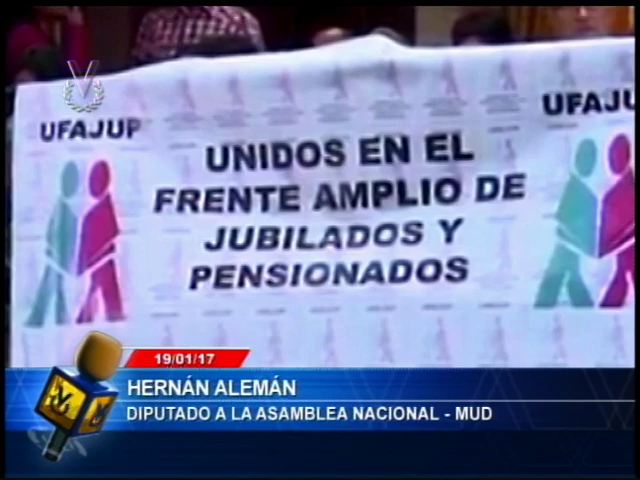 UFAJUP
UFAJU
UNIDOS EN EL
FRENTE AMPLIO DE
JUBILADOS Y
PENSIONADOS
19/01/17
HERNÁN ALEMÁN
DIPUTADO A LA ASAMBLEA NACIONAL - MUD